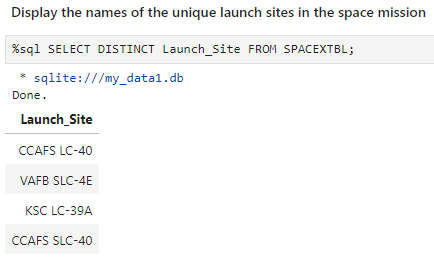 Display the names of the unique launch sites in the space mission
%sql SELECT DISTINCT Launch_Site FROM SPACEXTBL;
* sqlite:///my_data1.db
Done.
Launch_Site
CCAFS LC-40
VAFB SLC-4E
KSC LC-39A
CCAFS SLC-40